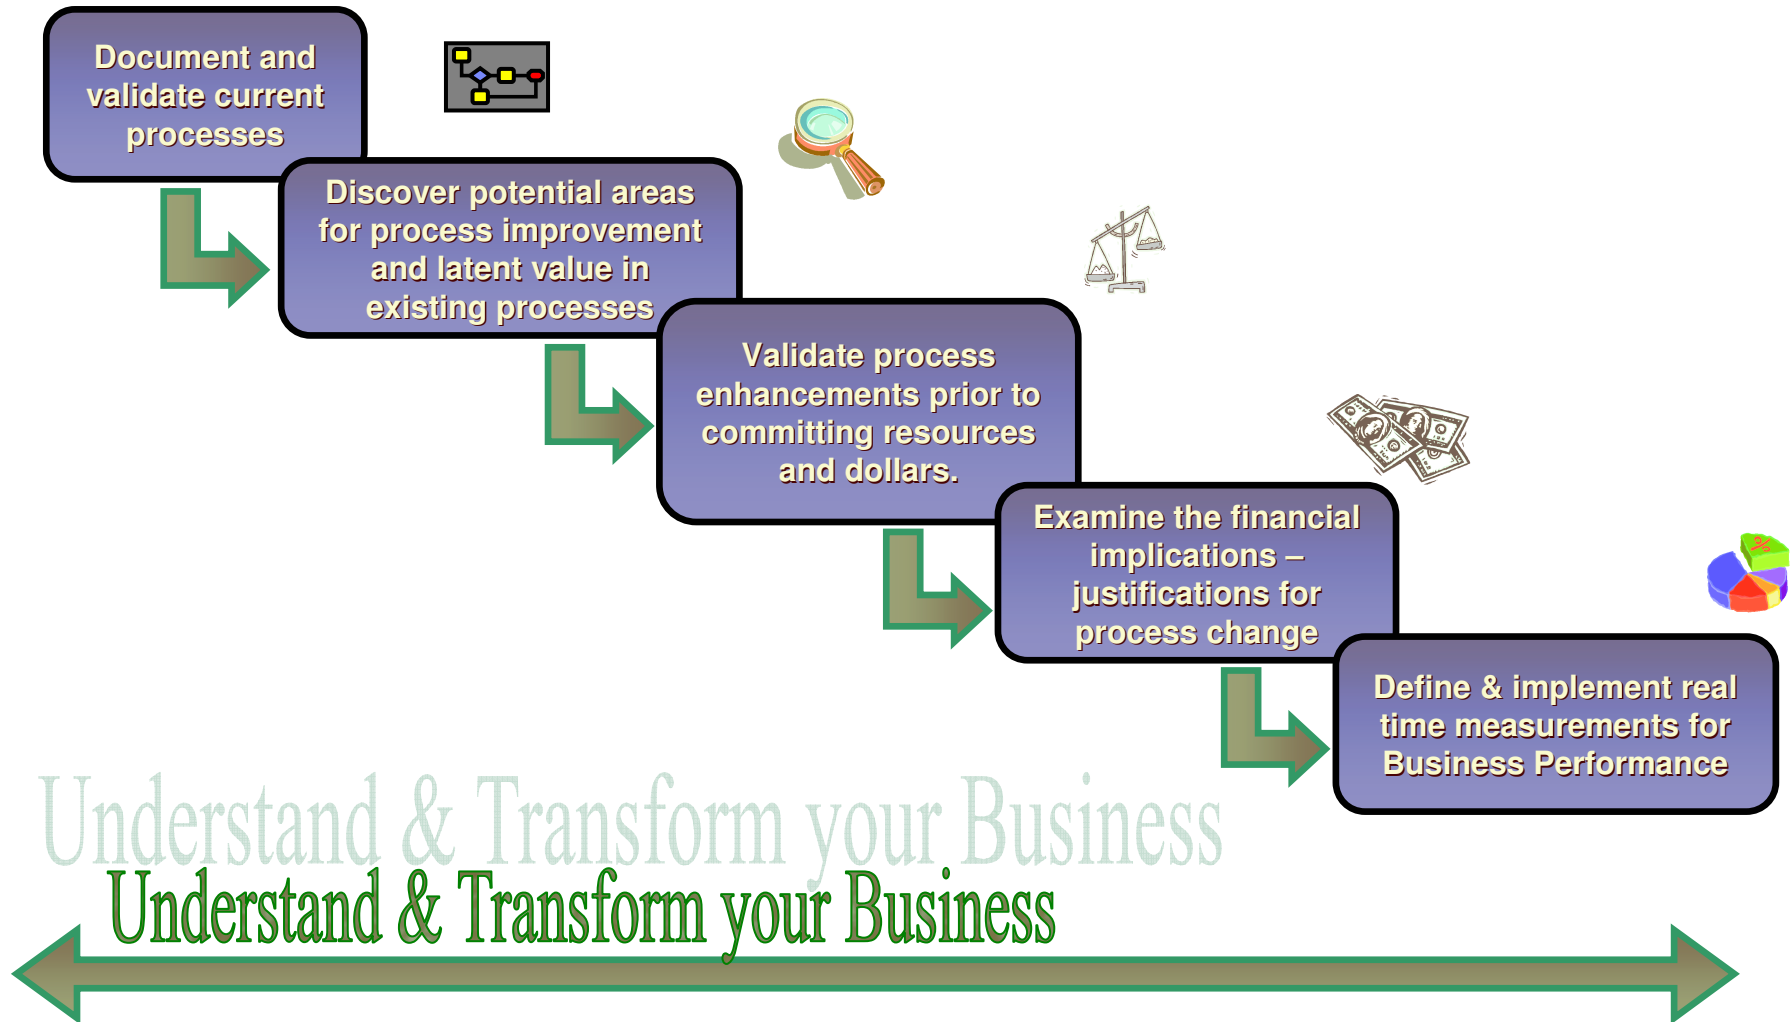 Document and
validate current
processes
Discover potential areas
for process improvement
and latent value in
existing processes
Validate process
enhancements prior to
committing resources
and dollars.
Examine the financial
implications –
justifications for
process change
%
Define & implement real
time measurements for
Business Performance
Understand & Transform your Business
Understand & Transform your Business